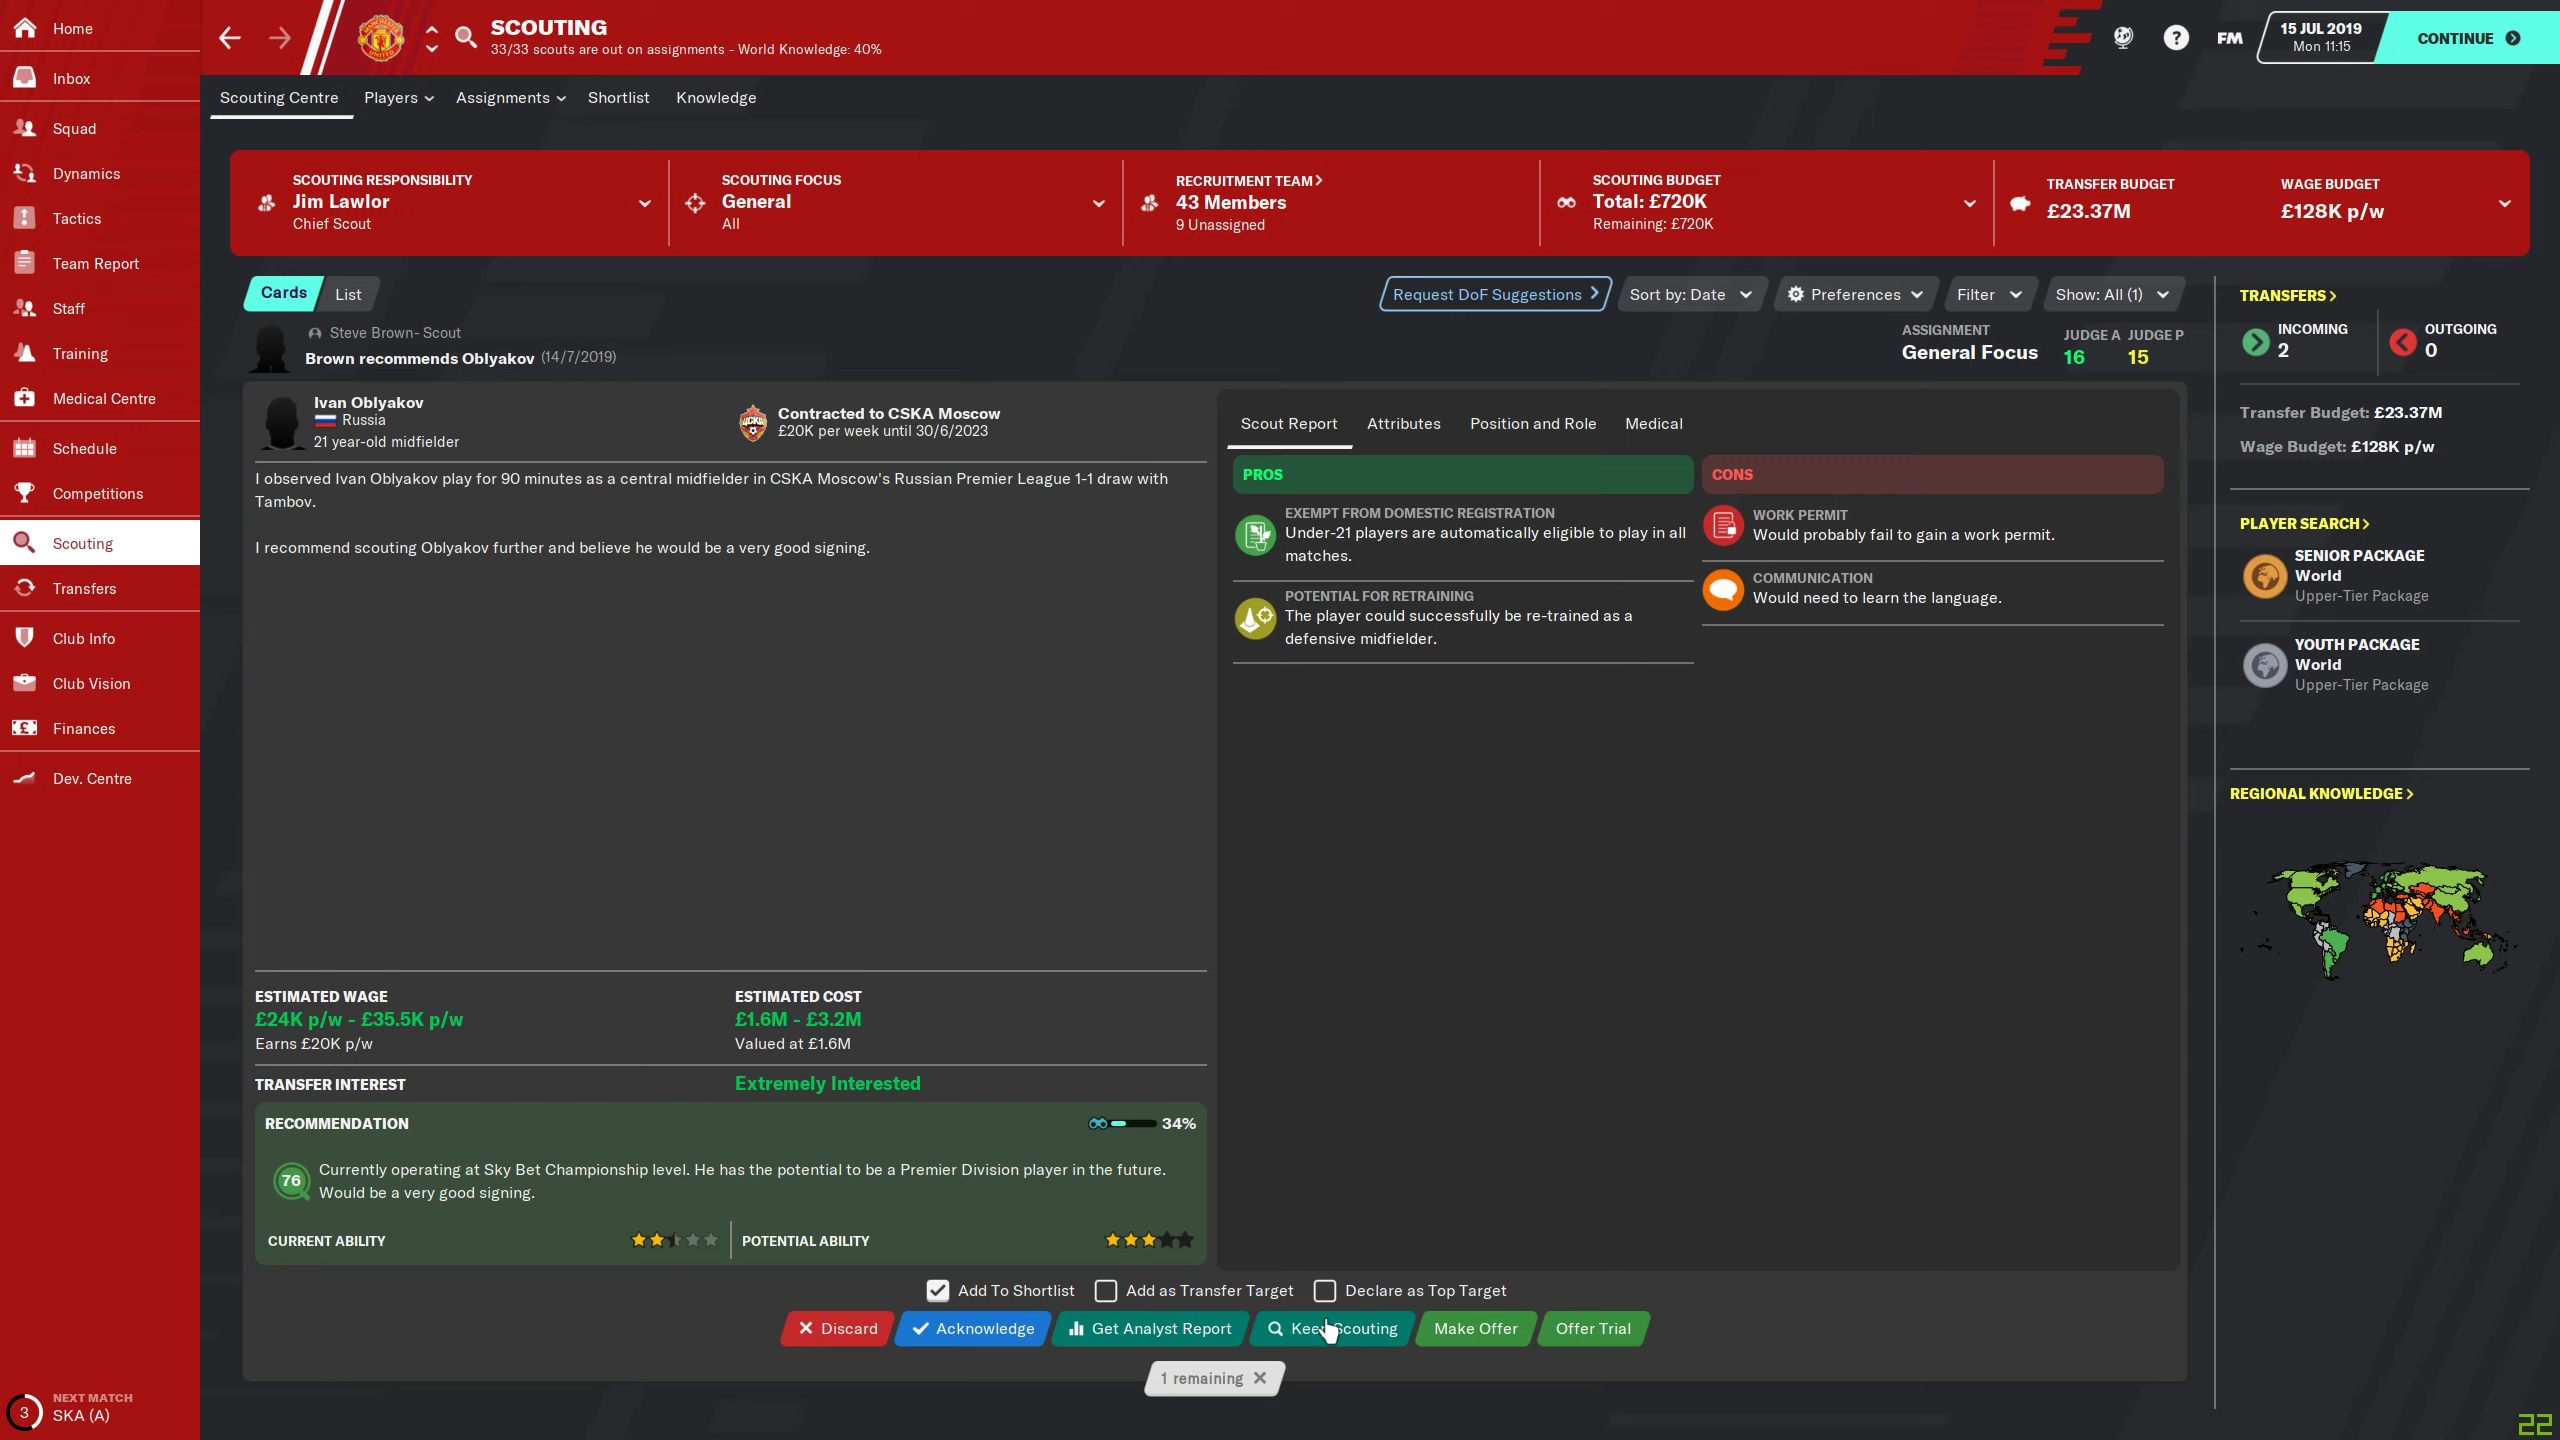 Home
Inbox
Squad
Dynamics
Tactics
Team Report
Staff
Training
Medical Centre
Schedule
Competitions
Scouting
Transfers
Club Info
Club Vision
Finances
Dev. Centre
3
NEXT MATCH
SKA (A)
SCOUTING
33/33 scouts are out on assignments - World Knowledge: 40%
FM
15 JUL 2019
Mon 11:15
CONTINUE
Scouting Centre
Players
Assignments
Shortlist
Knowledge
SCOUTING RESPONSIBILITY
Jim Lawlor
Chief Scout
SCOUTING FOCUS
General
All
RECRUITMENT TEAM
43 Members
9 Unassigned
SCOUTING BUDGET
Total: £720K
Remaining: £720K
TRANSFER BUDGET
£23.37M
WAGE BUDGET
£128K p/w
Cards
List
Request DoF Suggestions
Sort by: Date
Preferences
Filter
Show: All (1)
Steve Brown- Scout
Brown recommends Oblyakov (14/7/2019)
ASSIGNMENT
General Focus
JUDGE A
16
JUDGE P
15
Ivan Oblyakov
Russia
21 year-old midfielder
Contracted to CSKA Moscow
£20K per week until 30/6/2023
I observed Ivan Oblyakov play for 90 minutes as a central midfielder in CSKA Moscow's Russian Premier League 1-1 draw with
Tambov.
I recommend scouting Oblyakov further and believe he would be a very good signing.
ESTIMATED WAGE
£24K p/w - £35.5K p/w
Earns £20K p/w
ESTIMATED COST
£1.6M - £3.2M
Valued at £1.6M
TRANSFER INTEREST
Extremely Interested
RECOMMENDATION
34%
76
Currently operating at Sky Bet Championship level. He has the potential to be a Premier Division player in the future.
Would be a very good signing.
CURRENT ABILITY
POTENTIAL ABILITY
Scout Report
Attributes
Position and Role
Medical
PROS
EXEMPT FROM DOMESTIC REGISTRATION
Under-21 players are automatically eligible to play in all
matches.
POTENTIAL FOR RETRAINING
The player could successfully be re-trained as a
defensive midfielder.
CONS
WORK PERMIT
Would probably fail to gain a work permit.
COMMUNICATION
Would need to learn the language.
Add To Shortlist
Add as Transfer Target
Declare as Top Target
Discard
Acknowledge
Get Analyst Report
Keep Scouting
Make Offer
Offer Trial
1 remaining
TRANSFERS
INCOMING
2
OUTGOING
0
Transfer Budget: £23.37M
Wage Budget: £128K p/w
PLAYER SEARCH
SENIOR PACKAGE
World
Upper-Tier Package
YOUTH PACKAGE
World
Upper-Tier Package
REGIONAL KNOWLEDGE
22